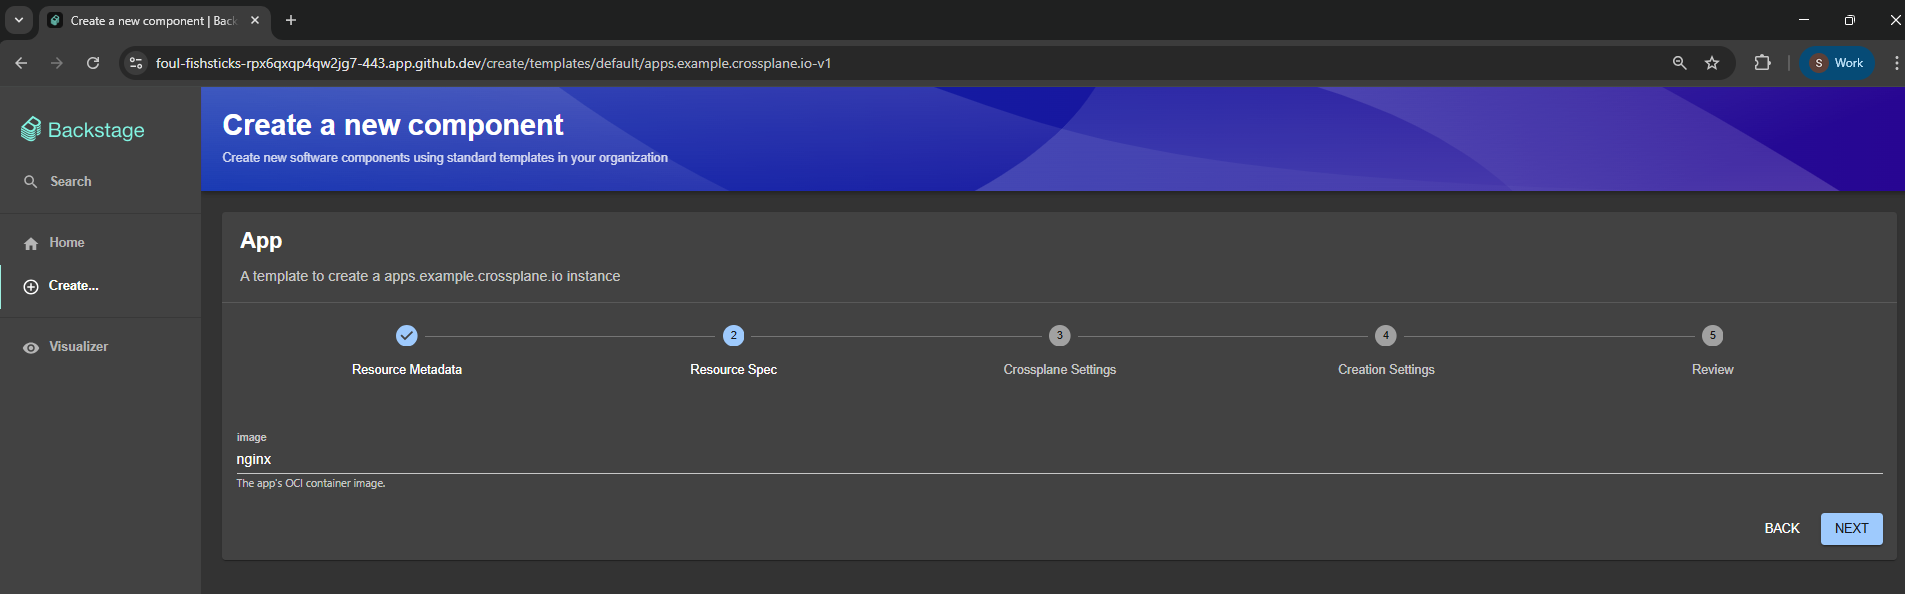 Create a new component | Back
foul-fishsticks-rpx6qxqp4qw2jg7-443.app.github.dev/create/templates/default/apps.example.crossplane.io-v1
S Work
Backstage
Search
Home
Create...
Visualizer
Create a new component
Create new software components using standard templates in your organization
App
A template to create a apps.example.crossplane.io instance
2 3 4 5
Resource Metadata Resource Spec Crossplane Settings Creation Settings Review
image
nginx
The app's OCI container image.
BACK NEXT